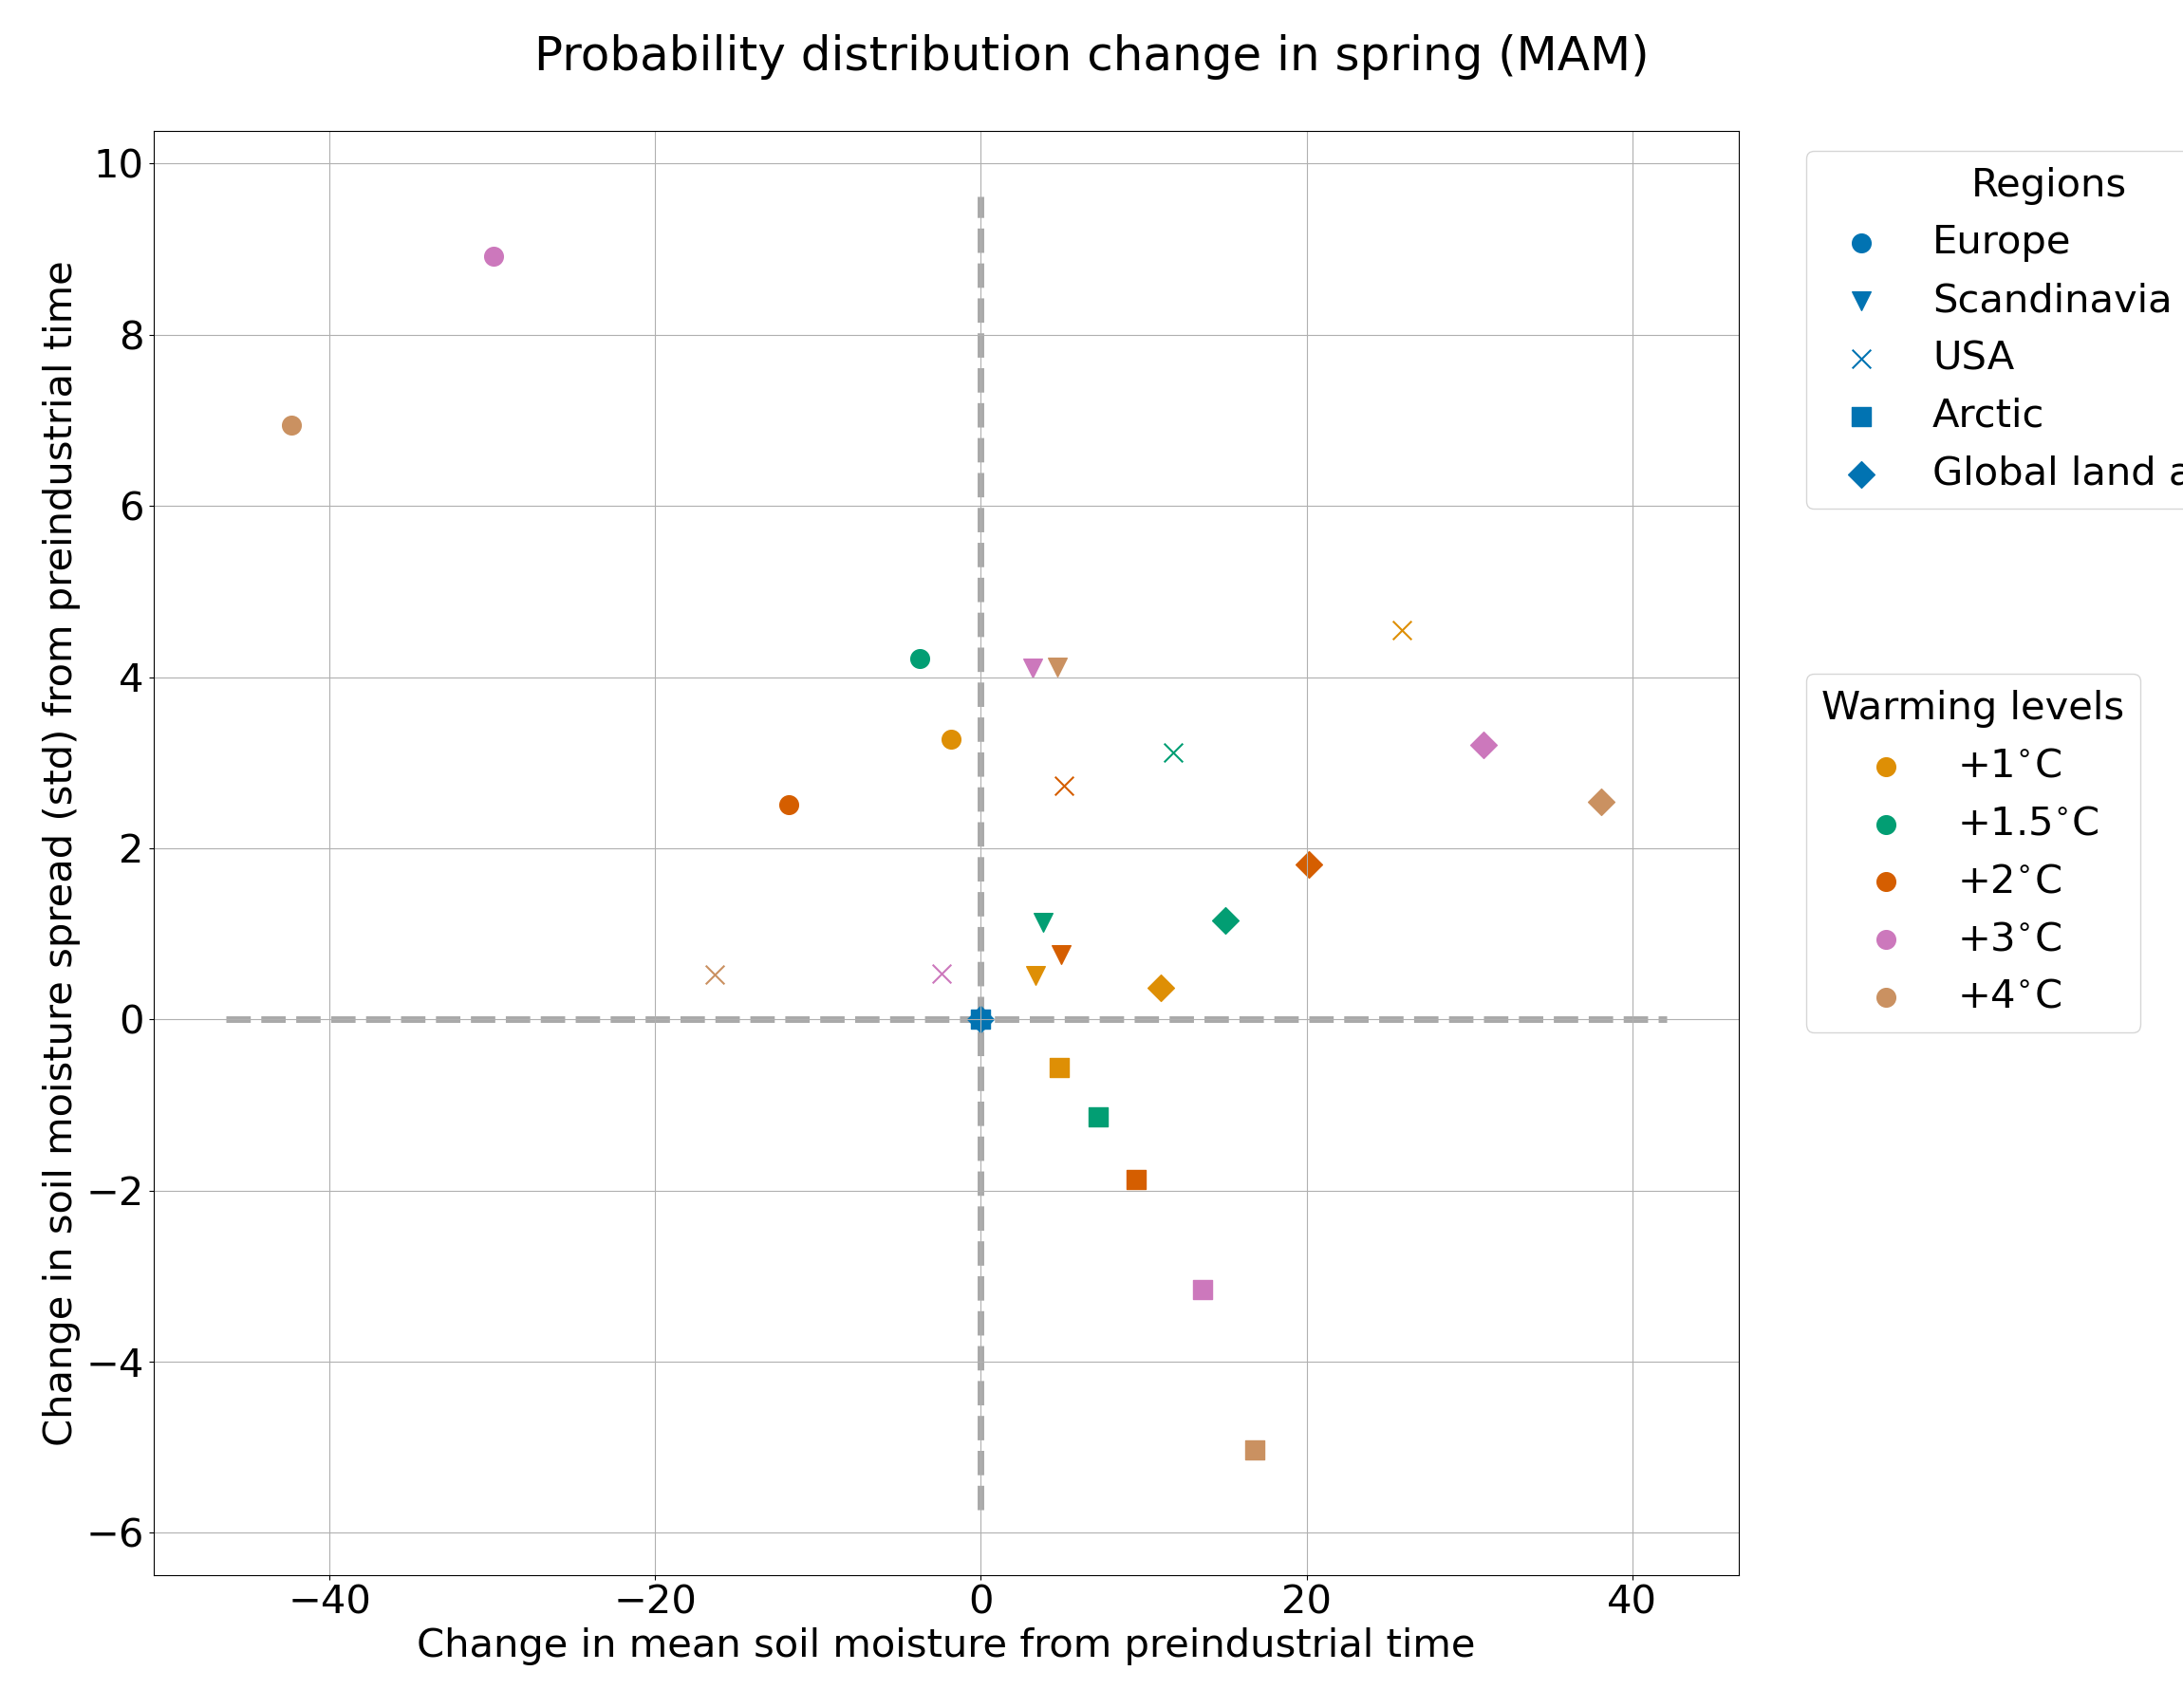 Probability distribution change in spring (MAM)
Change in soil moisture spread (std) from preindustrial time
10
8
6
4
2
0
−2
−4
−6
−40
−20
0
20
40
Change in mean soil moisture from preindustrial time
Regions
Europe
Scandinavia
USA
Arctic
Global land a
Warming levels
+1°C
+1.5°C
+2°C
+3°C
+4°C